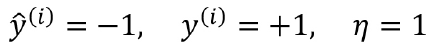 ŷ⁽ⁱ⁾ = −1, y⁽ⁱ⁾ = +1, η = 1